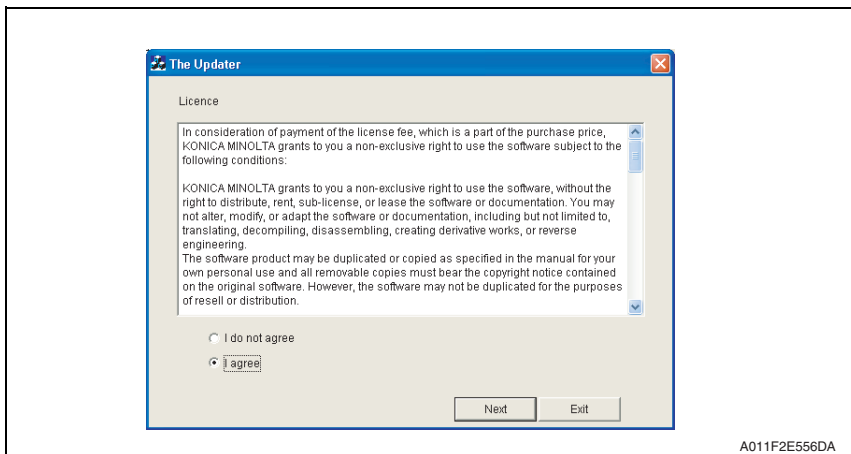 The Updater
Licence
In consideration of payment of the license fee, which is a part of the purchase price,
KONICA MINOLTA grants to you a non-exclusive right to use the software subject to the
following conditions:
KONICA MINOLTA grants to you a non-exclusive right to use the software, without the
right to distribute, rent, sub-license, or lease the software or documentation. You may
not alter, modify, or adapt the software or documentation, including but not limited to,
translating, decompiling, disassembling, creating derivative works, or reverse
engineering.
The software product may be duplicated or copied as specified in the manual for your
own personal use and all removable copies must bear the copyright notice contained
on the original software. However, the software may not be duplicated for the purposes
of resell or distribution.
I do not agree
I agree
Next Exit
A011F2E556DA